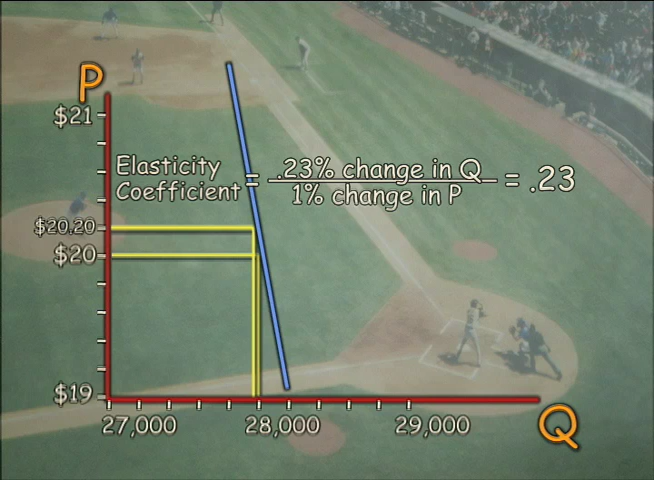 P
$21
Elasticity
Coefficient = .23% change in Q = .23
1% change in P
$20.20
$20
$19
27,000 28,000 29,000
Q